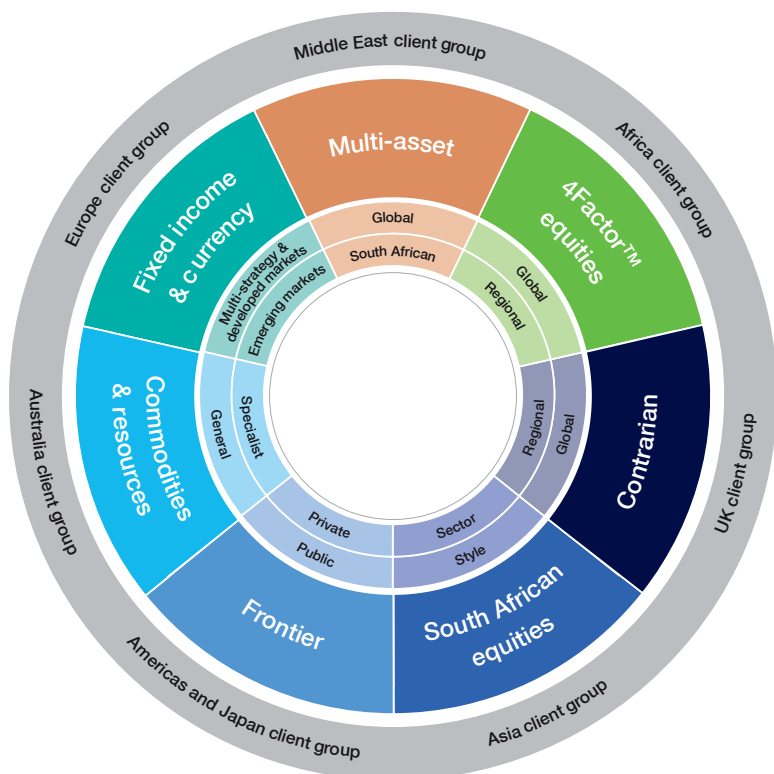 Middle East client group
Africa client group
UK client group
Asia client group
Americas and Japan client group
Australia client group
Europe client group
Multi-asset
Global
South African
4Factor™
equities
Global
Regional
Contrarian
Global
Regional
South African
equities
Style
Sector
Frontier
Public
Private
Commodities
& resources
General
Specialist
Fixed income
& c urrency
Multi-strategy &
developed markets
Emerging markets